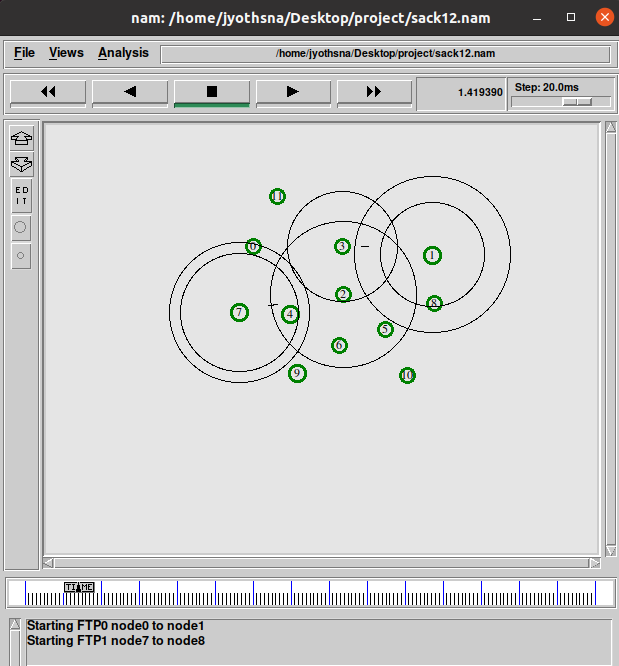 nam: /home/jyothsna/Desktop/project/sack12.nam
File Views Analysis /home/jyothsna/Desktop/project/sack12.nam
1.419390 Step: 20.0ms
ED
IT
11
0 3 1
2 8
7 4
5
6
9 10
TIME
Starting FTP0 node0 to node1
Starting FTP1 node7 to node8